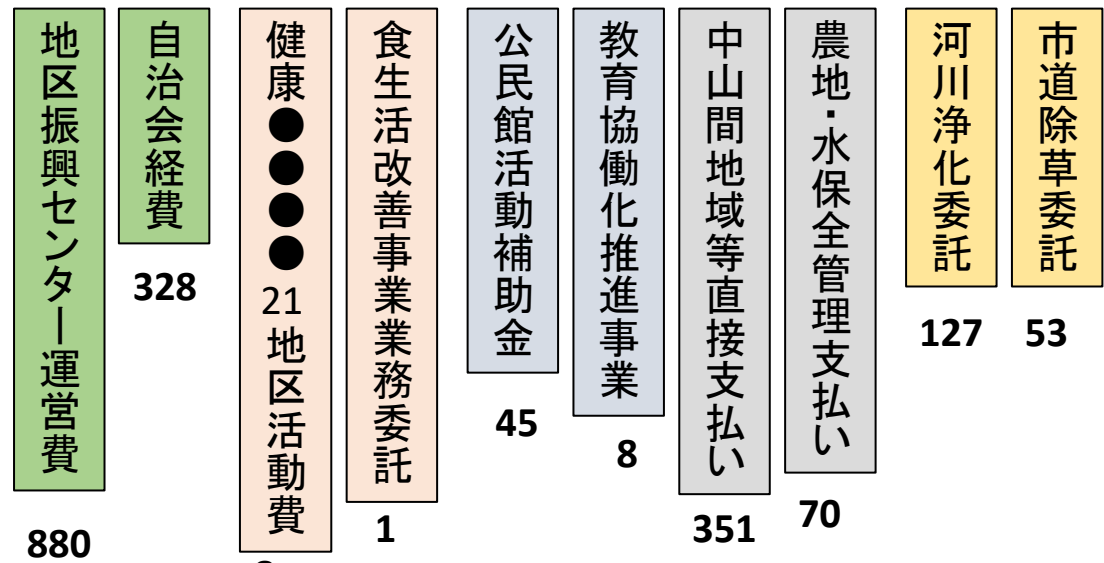 地区振興センター運営費
880
自治会経費
328
健康●●●●21地区活動費
食生活改善事業業務委託
1
公民館活動補助金
45
教育協働化推進事業
8
中山間地域等直接支払い
351
農地・水保全管理支払い
70
河川浄化委託
127
市道除草委託
53